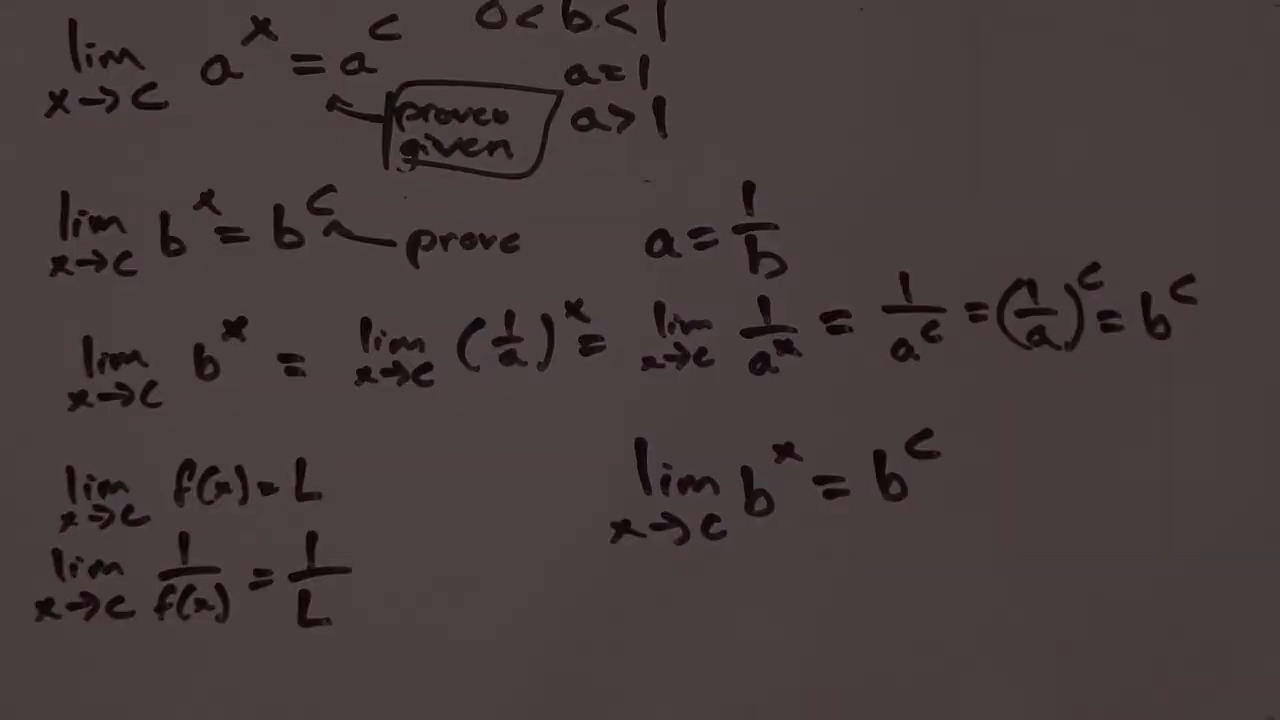 lim x→c a^x = a^c 0 < b < 1
a = 1
proved given a > 1
lim x→c b^x = b^c prove a = 1/b
lim x→c b^x = lim x→c (1/a)^x = lim x→c 1/a^x = 1/a^c = (1/a)^c = b^c
lim x→c f(x) = L lim x→c b^x = b^c
lim x→c 1/f(x) = 1/L